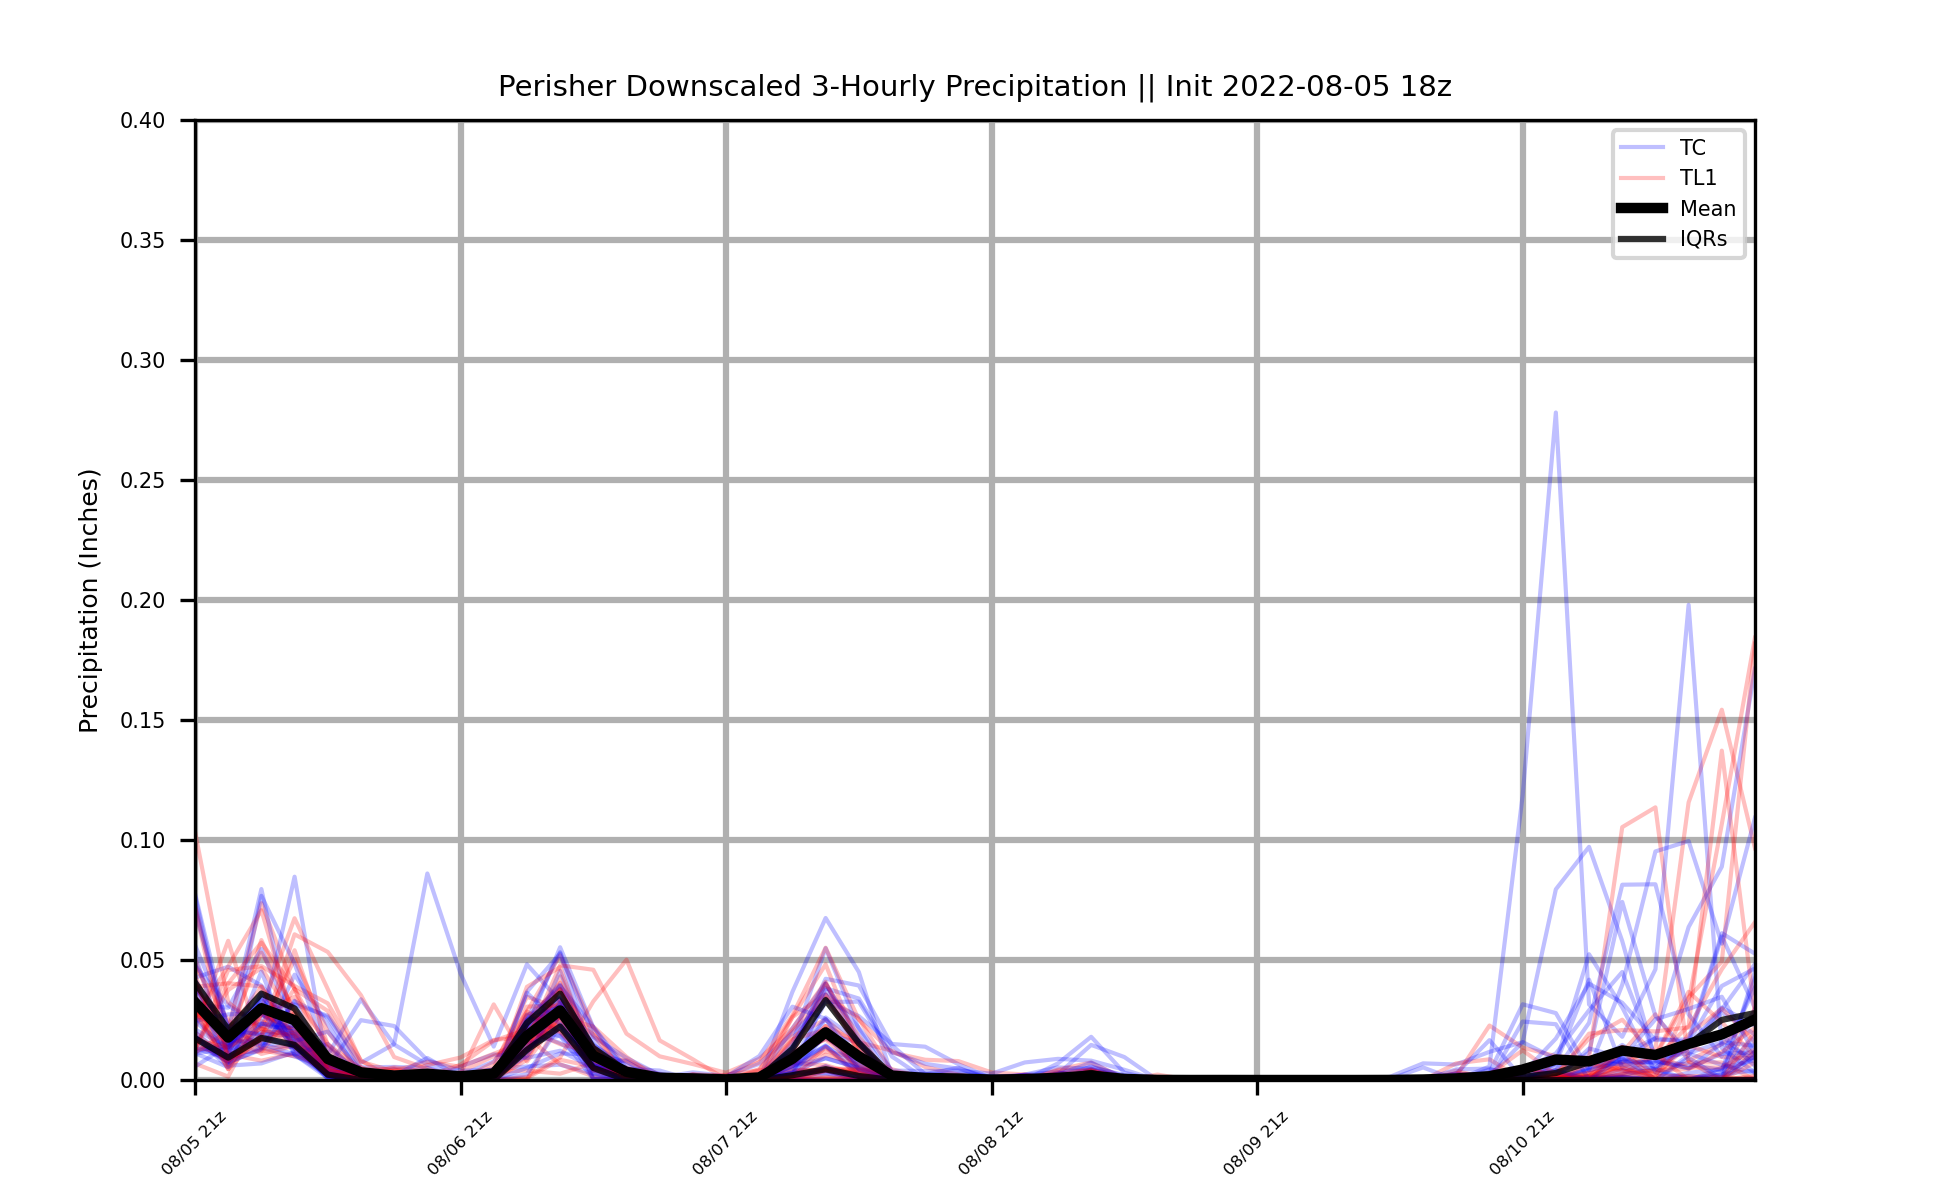 Perisher Downscaled 3-Hourly Precipitation || Init 2022-08-05 18z
0.40
0.35
0.30
0.25
0.20
0.15
0.10
0.05
0.00
Precipitation (Inches)
TC
TL1
Mean
IQRs
08/05 21z
08/06 21z
08/07 21z
08/08 21z
08/09 21z
08/10 21z